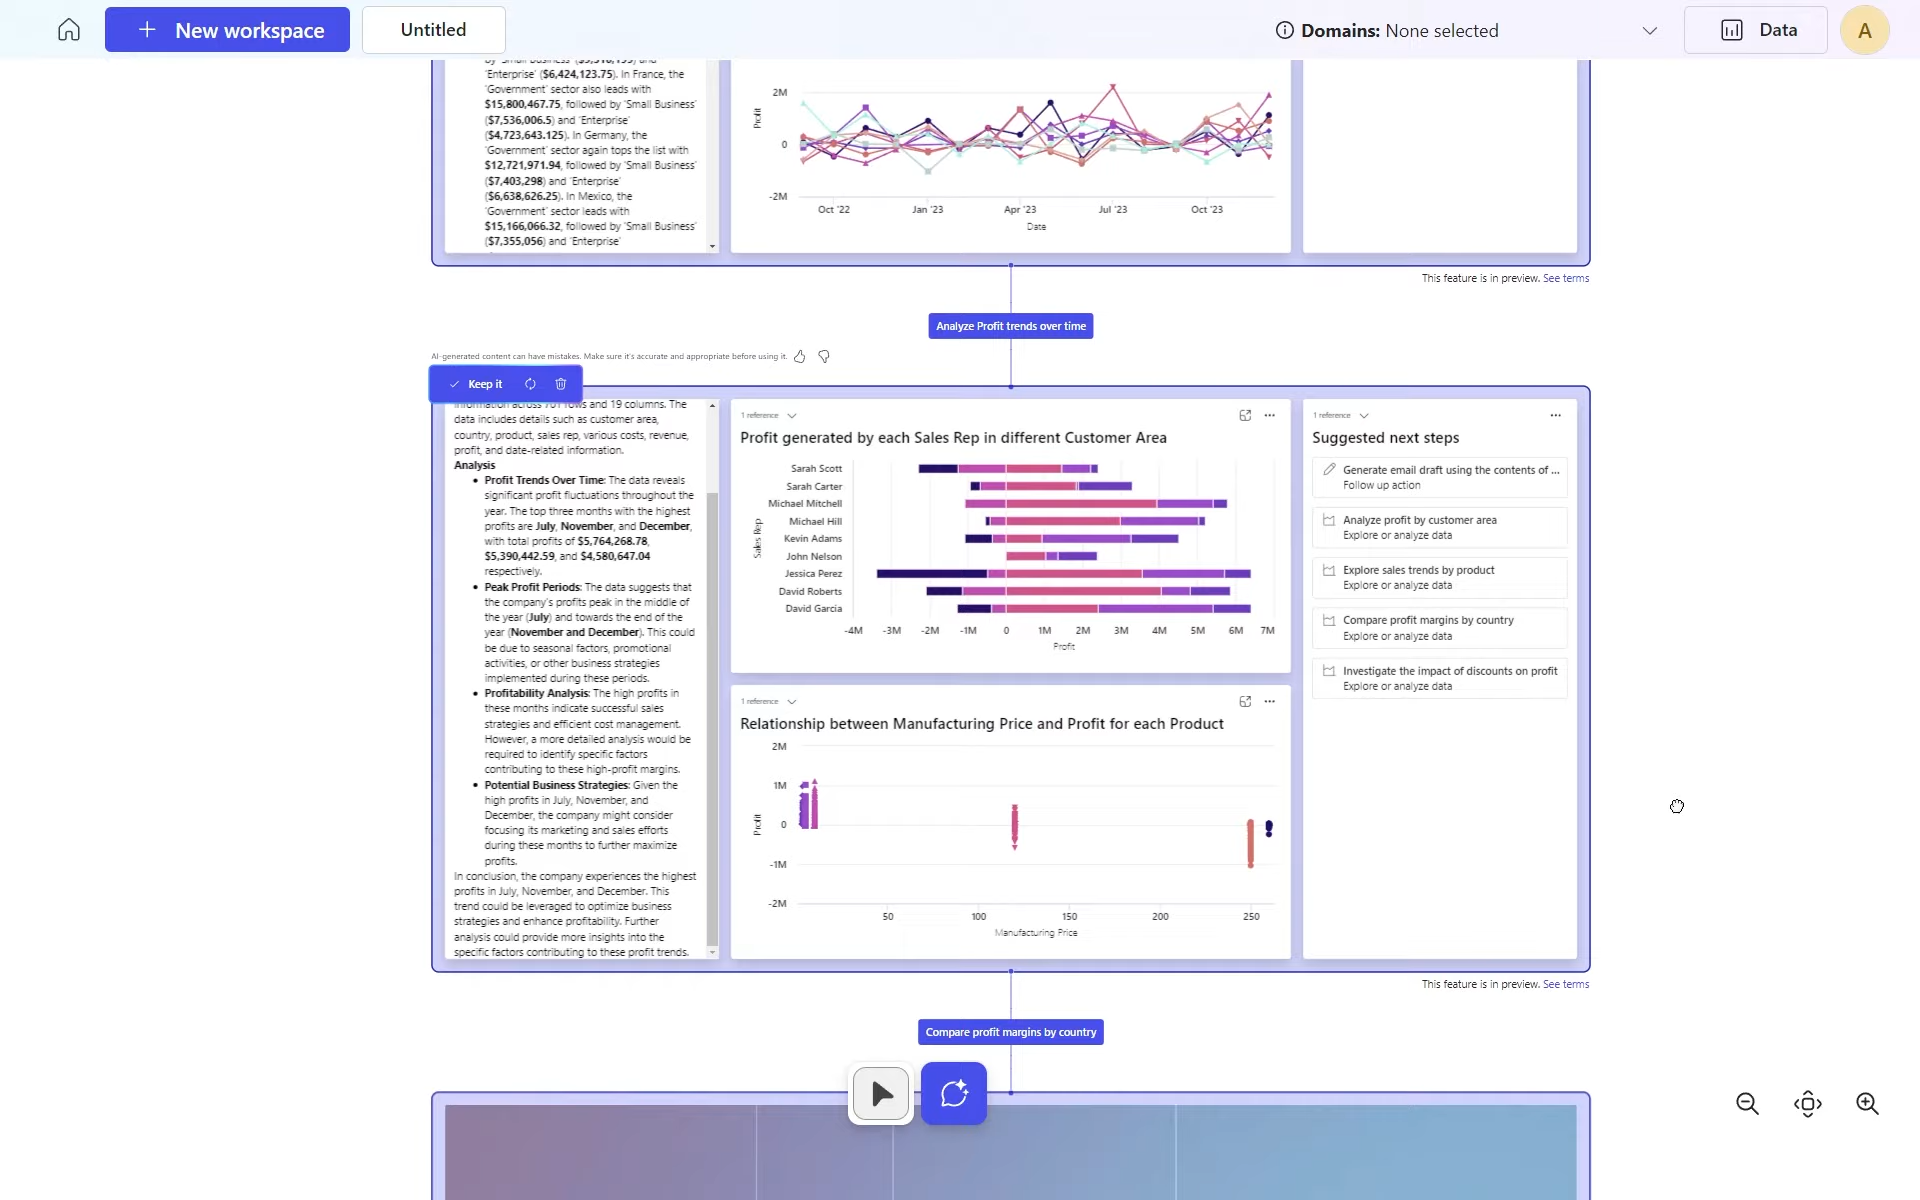 New workspace
Untitled
Domains: None selected
Data
A
'Enterprise' ($6,424,123.75). In France, the
'Government' sector also leads with
$15,800,467.75, followed by 'Small Business'
($7,536,006.5) and 'Enterprise'
($4,723,643.125). In Germany, the
'Government' sector again tops the list with
$12,721,971.94, followed by 'Small Business'
($7,403,298) and 'Enterprise'
($6,638,626.25). In Mexico, the
'Government' sector leads with
$15,166,066.32, followed by 'Small Business'
($7,355,056) and 'Enterprise'
Profit
2M
0
-2M
Oct '22
Jan '23
Apr '23
Jul '23
Oct '23
Date
This feature is in preview. See terms
Analyze Profit trends over time
AI-generated content can have mistakes. Make sure it's accurate and appropriate before using it.
Keep it
information across 701 rows and 19 columns. The
data includes details such as customer area,
country, product, sales rep, various costs, revenue,
profit, and date-related information.
Analysis
• Profit Trends Over Time: The data reveals
significant profit fluctuations throughout the
year. The top three months with the highest
profits are July, November, and December,
with total profits of $5,764,268.78,
$5,390,442.59, and $4,580,647.04
respectively.
• Peak Profit Periods: The data suggests that
the company's profits peak in the middle of
the year (July) and towards the end of the
year (November and December). This could
be due to seasonal factors, promotional
activities, or other business strategies
implemented during these periods.
• Profitability Analysis: The high profits in
these months indicate successful sales
strategies and efficient cost management.
However, a more detailed analysis would be
required to identify specific factors
contributing to these high-profit margins.
• Potential Business Strategies: Given the
high profits in July, November, and
December, the company might consider
focusing its marketing and sales efforts
during these months to further maximize
profits.
In conclusion, the company experiences the highest
profits in July, November, and December. This
trend could be leveraged to optimize business
strategies and enhance profitability. Further
analysis could provide more insights into the
specific factors contributing to these profit trends.
1 reference
Profit generated by each Sales Rep in different Customer Area
Sales Rep
Sarah Scott
Sarah Carter
Michael Mitchell
Michael Hill
Kevin Adams
John Nelson
Jessica Perez
David Roberts
David Garcia
-4M
-3M
-2M
-1M
0
1M
2M
3M
4M
5M
6M
7M
Profit
1 reference
Relationship between Manufacturing Price and Profit for each Product
Profit
2M
1M
0
-1M
-2M
50
100
150
200
250
Manufacturing Price
1 reference
Suggested next steps
Generate email draft using the contents of ...
Follow up action
Analyze profit by customer area
Explore or analyze data
Explore sales trends by product
Explore or analyze data
Compare profit margins by country
Explore or analyze data
Investigate the impact of discounts on profit
Explore or analyze data
This feature is in preview. See terms
Compare profit margins by country